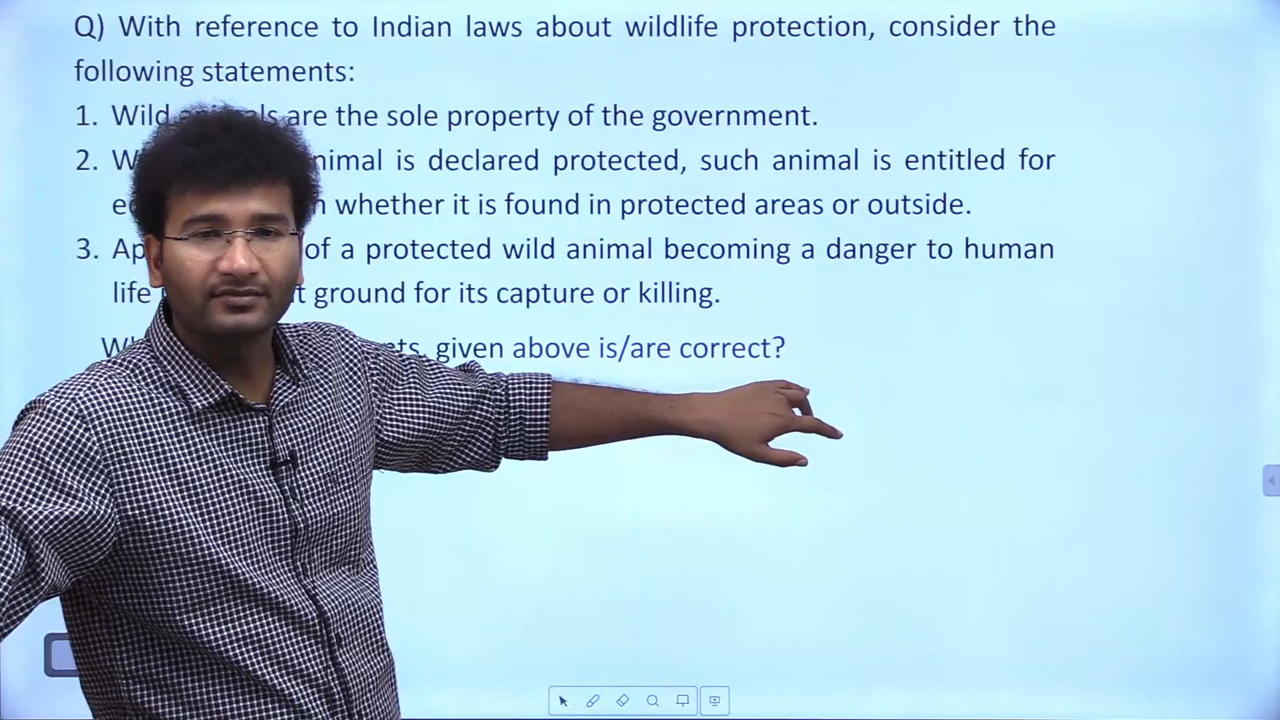 Q) With reference to Indian laws about wildlife protection, consider the
following statements:
1. Wild animals are the sole property of the government.
2. nimal is declared protected, such animal is entitled for
whether it is found in protected areas or outside.
3. of a protected wild animal becoming a danger to human
life ground for its capture or killing.
given above is/are correct?